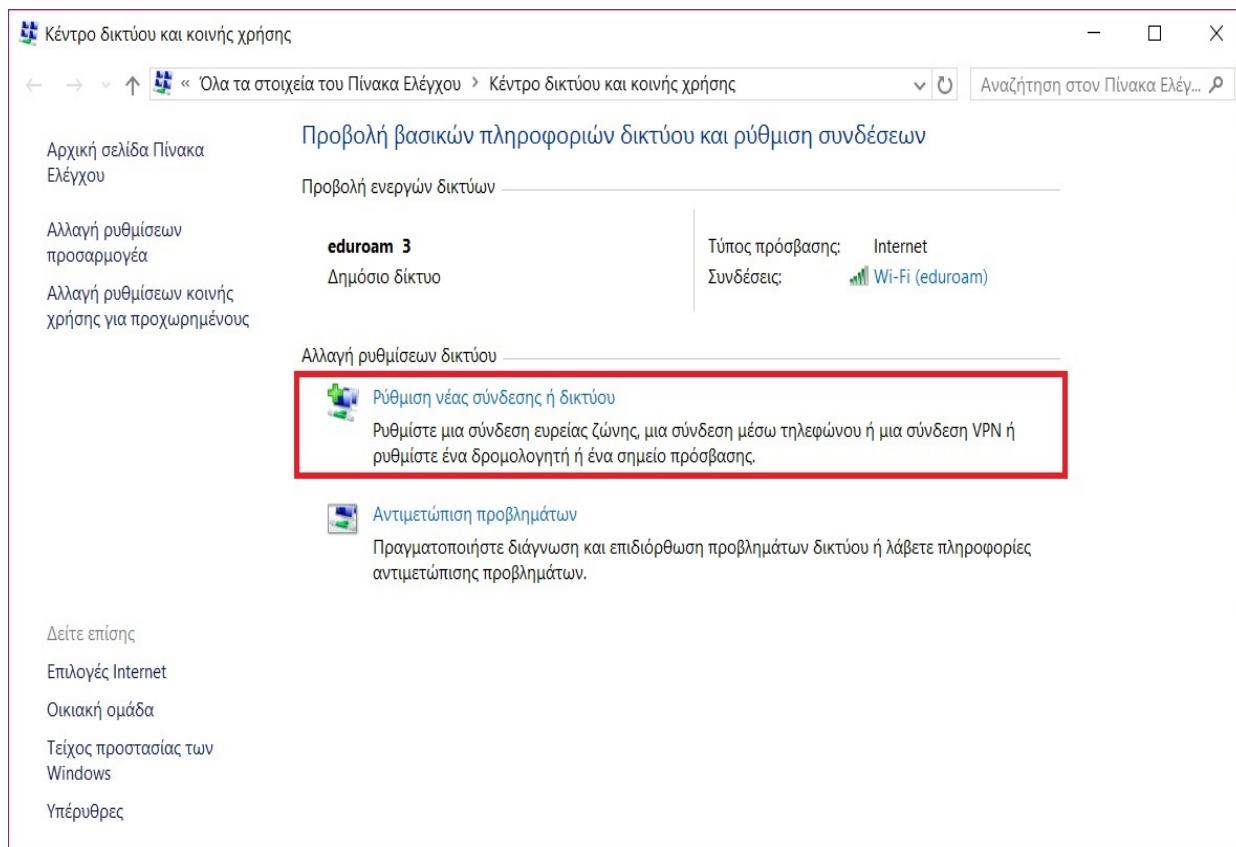 Κέντρο δικτύου και κοινής χρήσης
« Όλα τα στοιχεία του Πίνακα Ελέγχου > Κέντρο δικτύου και κοινής χρήσης
Αναζήτηση στον Πίνακα Ελέγ...
Αρχική σελίδα Πίνακα
Ελέγχου
Αλλαγή ρυθμίσεων
προσαρμογέα
Αλλαγή ρυθμίσεων κοινής
χρήσης για προχωρημένους
Προβολή βασικών πληροφοριών δικτύου και ρύθμιση συνδέσεων
Προβολή ενεργών δικτύων
eduroam 3
Δημόσιο δίκτυο
Τύπος πρόσβασης: Internet
Συνδέσεις: Wi-Fi (eduroam)
Αλλαγή ρυθμίσεων δικτύου
Ρύθμιση νέας σύνδεσης ή δικτύου
Ρυθμίστε μια σύνδεση ευρείας ζώνης, μια σύνδεση μέσω τηλεφώνου ή μια σύνδεση VPN ή
ρυθμίστε ένα δρομολογητή ή ένα σημείο πρόσβασης.
Αντιμετώπιση προβλημάτων
Πραγματοποιήστε διάγνωση και επιδιόρθωση προβλημάτων δικτύου ή λάβετε πληροφορίες
αντιμετώπισης προβλημάτων.
Δείτε επίσης
Επιλογές Internet
Οικιακή ομάδα
Τείχος προστασίας των
Windows
Υπέρυθρες